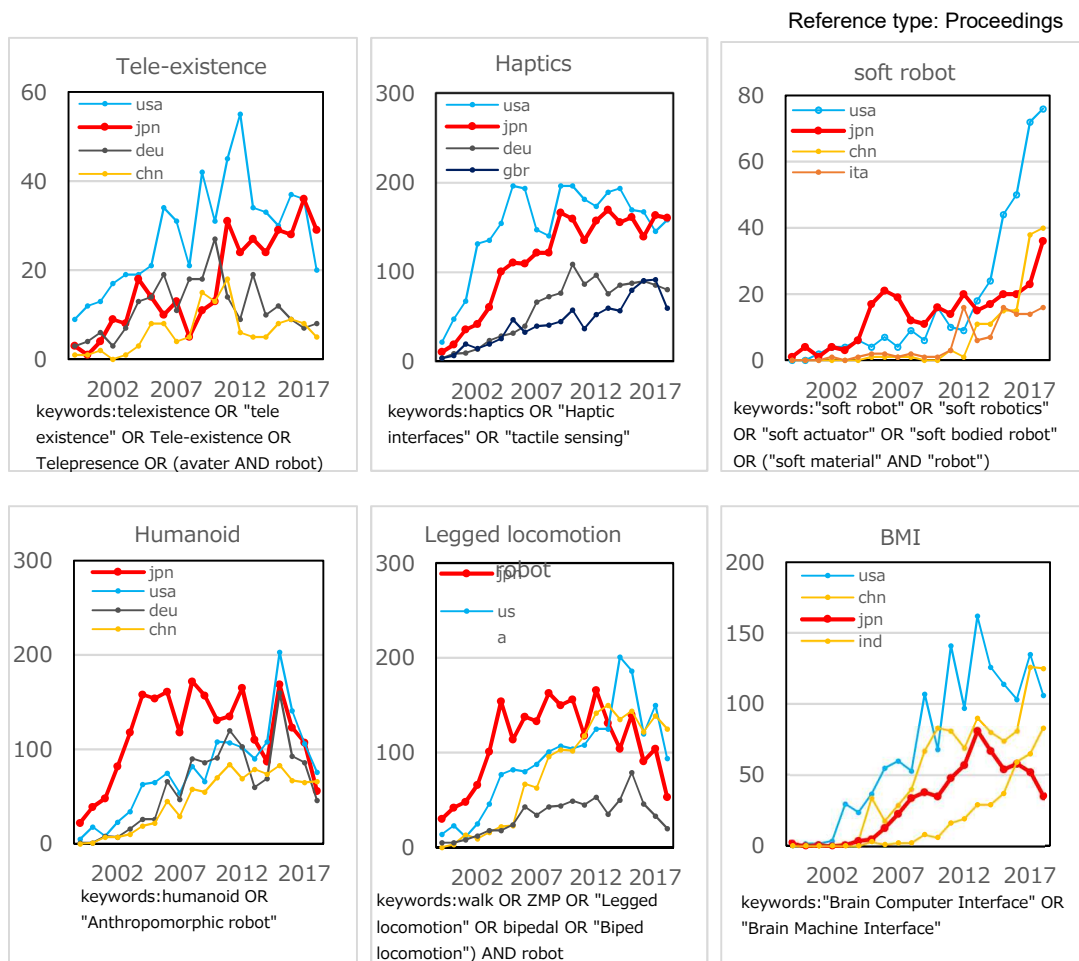 Reference type: Proceedings
Tele-existence
60
40
20
0
usa
jpn
deu
chn
2002 2007 2012 2017
keywords:telexistence OR "tele
existence" OR Tele-existence OR
Telepresence OR (avater AND robot)
Haptics
300
200
100
0
usa
jpn
deu
gbr
2002 2007 2012 2017
keywords:haptics OR "Haptic
interfaces" OR "tactile sensing"
soft robot
80
60
40
20
0
usa
jpn
chn
ita
2002 2007 2012 2017
keywords:"soft robot" OR "soft robotics"
OR "soft actuator" OR "soft bodied robot"
OR ("soft material" AND "robot")
Humanoid
300
200
100
0
jpn
usa
deu
chn
2002 2007 2012 2017
keywords:humanoid OR
"Anthropomorphic robot"
Legged locomotion
robot
300
200
100
0
jpn
us
a
2002 2007 2012 2017
keywords:walk OR ZMP OR "Legged
locomotion" OR bipedal OR "Biped
locomotion") AND robot
BMI
200
150
100
50
0
usa
chn
jpn
ind
2002 2007 2012 2017
keywords:"Brain Computer Interface" OR
"Brain Machine Interface"